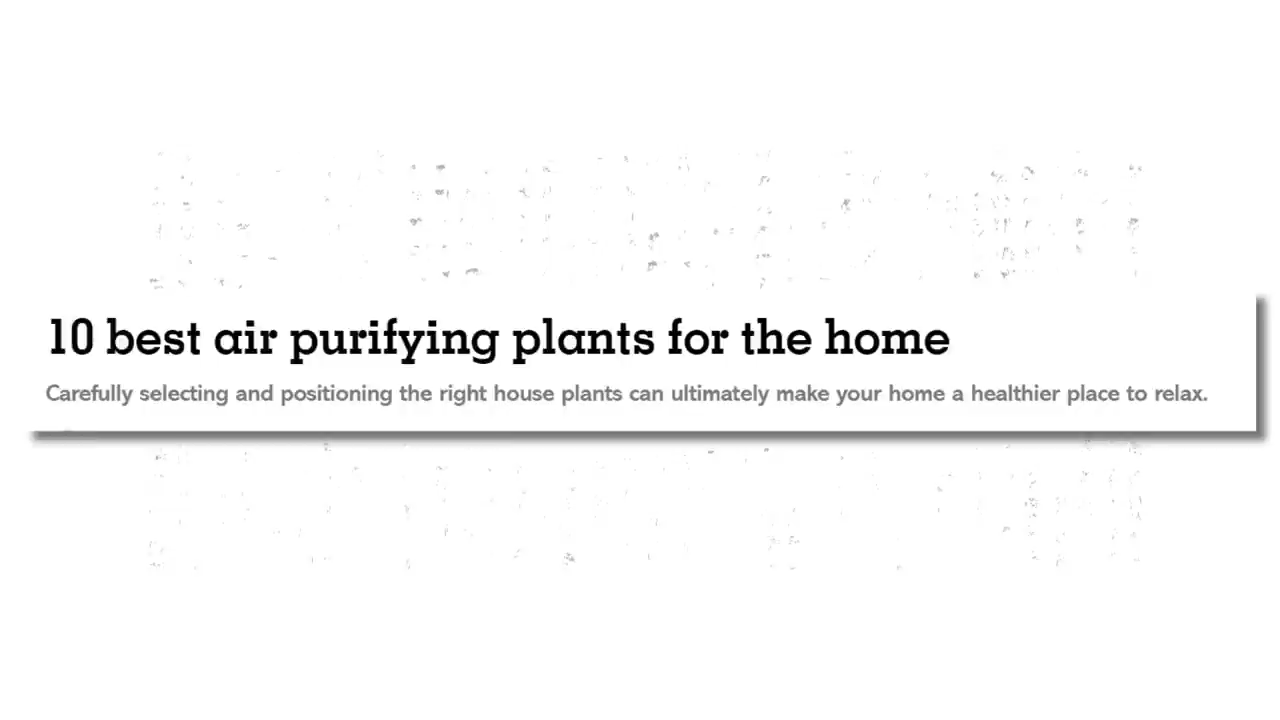 10 best air purifying plants for the home
Carefully selecting and positioning the right house plants can ultimately make your home a healthier place to relax.